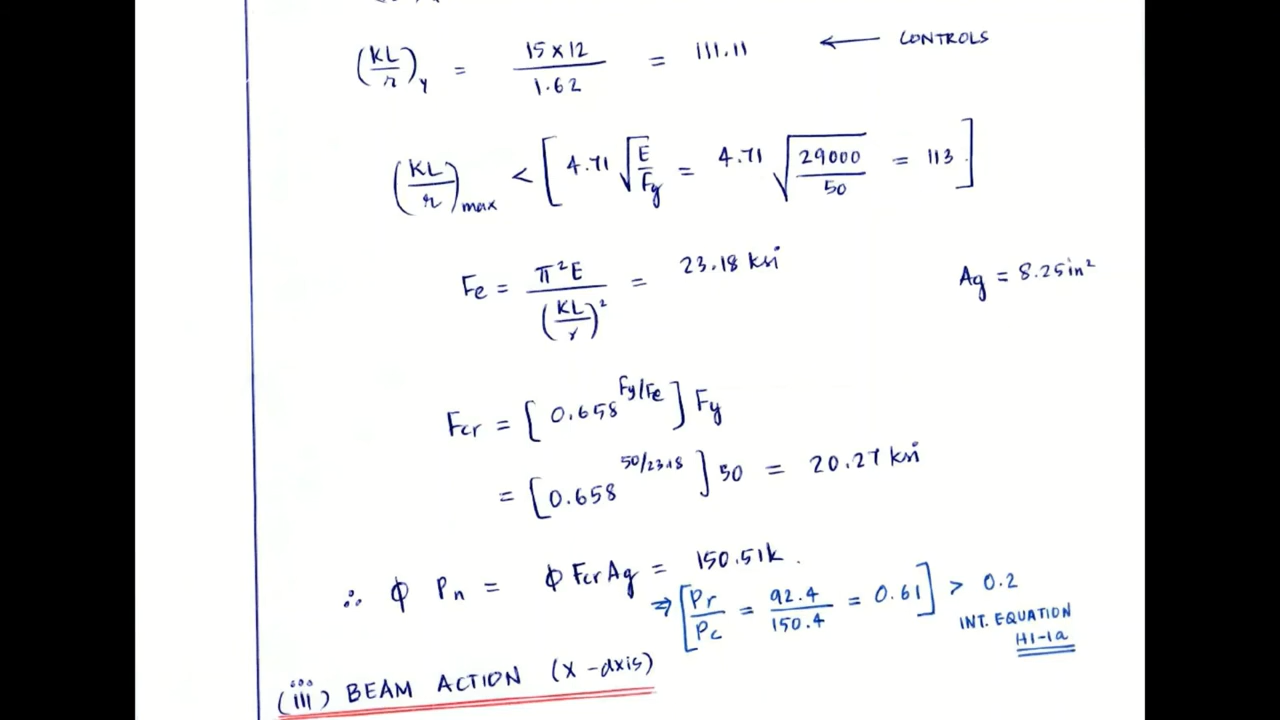 (KL/r)y = 15×12/1.62 = 111.11 ← CONTROLS
(KL/r)max < [4.71 √(E/Fy) = 4.71 √(29000/50) = 113]
Fe = π²E/(KL/r)² = 23.18 ksi
Ag = 8.25in²
Fcr = [0.658^(Fy/Fe)] Fy
= [0.658^(50/23.18)] 50 = 20.27 ksi
∴ ϕ Pn = ϕ Fcr Ag = 150.51k.
⇒ [Pr/Pc = 92.4/150.4 = 0.61] > 0.2
INT. EQUATION
H1-1a
(iii) BEAM ACTION (X-axis)